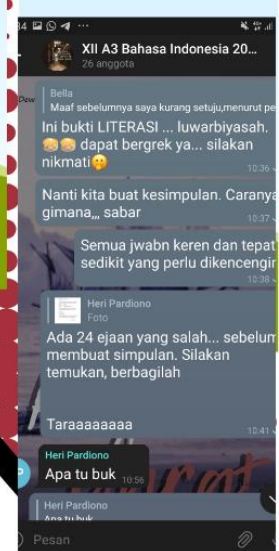 XII A3 Bahasa Indonesia 20...
26 anggota
Bella
Maaf sebelumnya saya kurang setuju,menurut pe
Ini bukti LITERASI ... luwarbiyasah.
dapat bergrek ya... silakan
nikmati
10:36
Nanti kita buat kesimpulan. Caranya
gimana,,, sabar
10:37
Semua jwabn keren dan tepat
sedikit yang perlu dikencengir
10:38
Heri Pardiono
Foto
Ada 24 ejaan yang salah... sebelum
membuat simpulan. Silakan
temukan, berbagilah
Taraaaaaaaa
10:41
Heri Pardiono
Apa tu buk 10:56
Heri Pardiono
Apa tu buk
Pesan